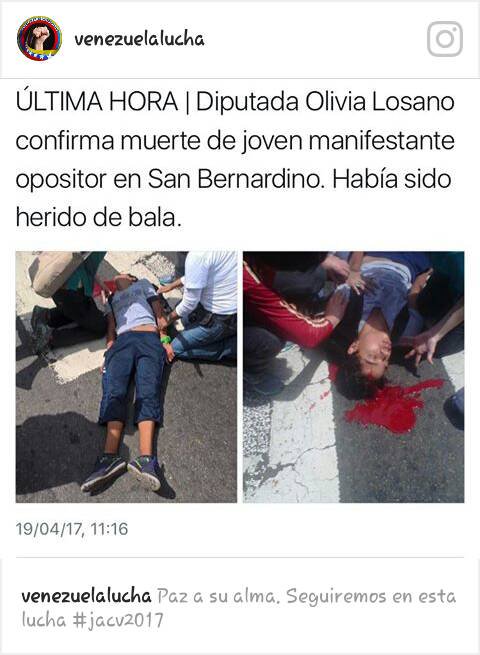 venezuelalucha
ÚLTIMA HORA | Diputada Olivia Losano
confirma muerte de joven manifestante
opositor en San Bernardino. Había sido
herido de bala.
19/04/17, 11:16
venezuelalucha Paz a su alma. Seguiremos en esta
lucha #jacv2017